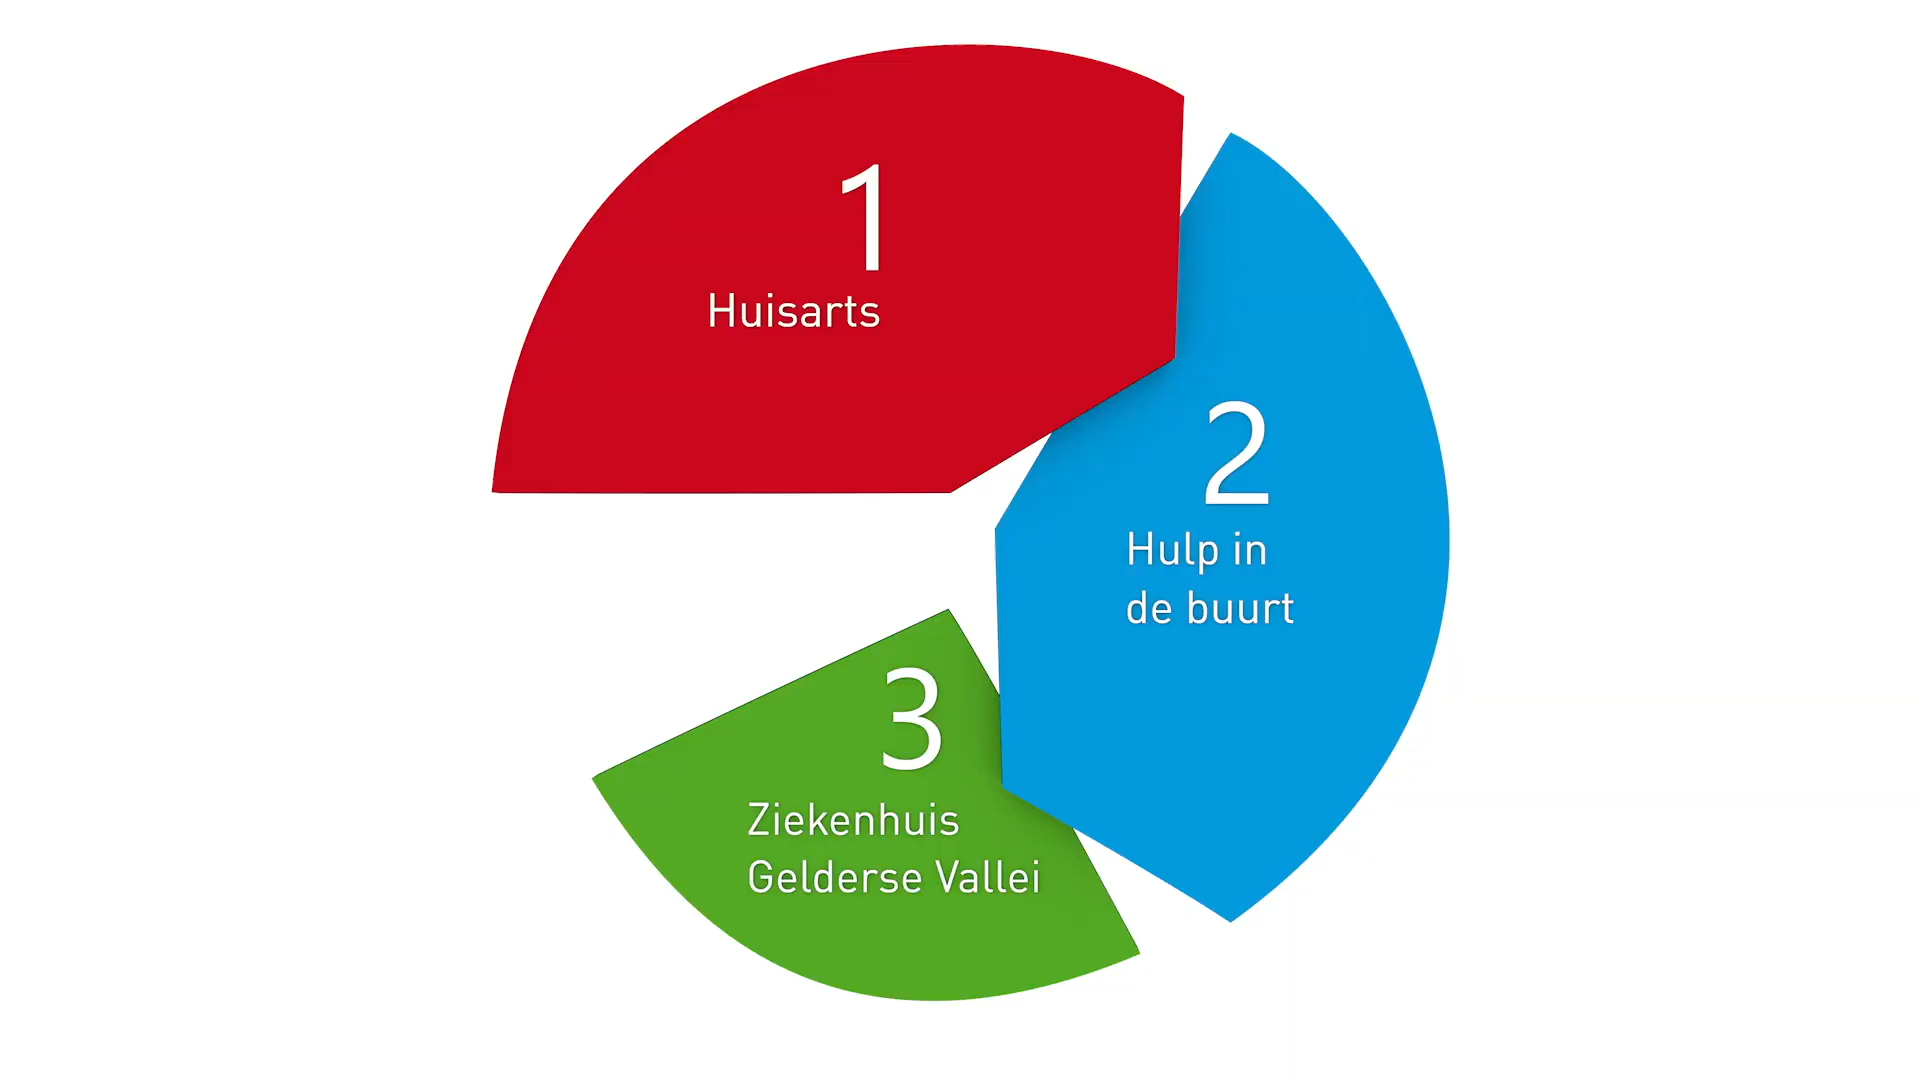 1
Huisarts
2
Hulp in
de buurt
3
Ziekenhuis
Gelderse Vallei